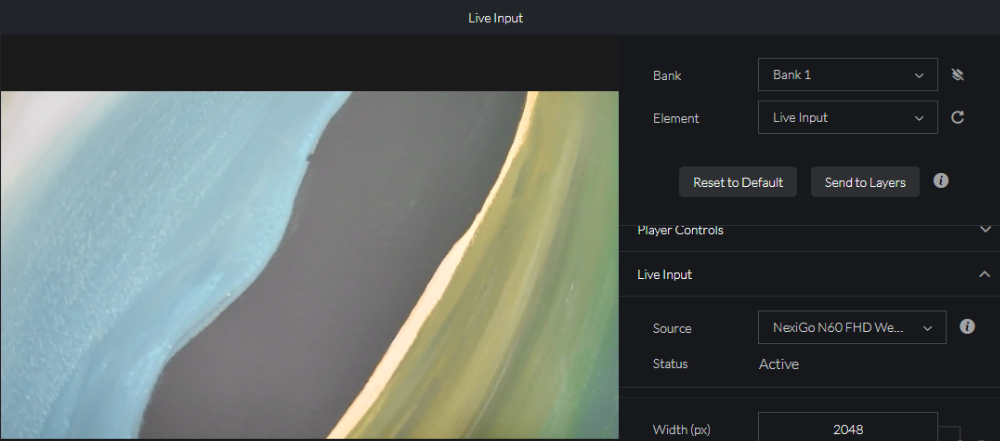 Live Input
Bank
Bank 1
Element
Live Input
Reset to Default
Send to Layers
Player Controls
Live Input
Source
NexiGo N60 FHD We...
Status
Active
Width (px)
2048